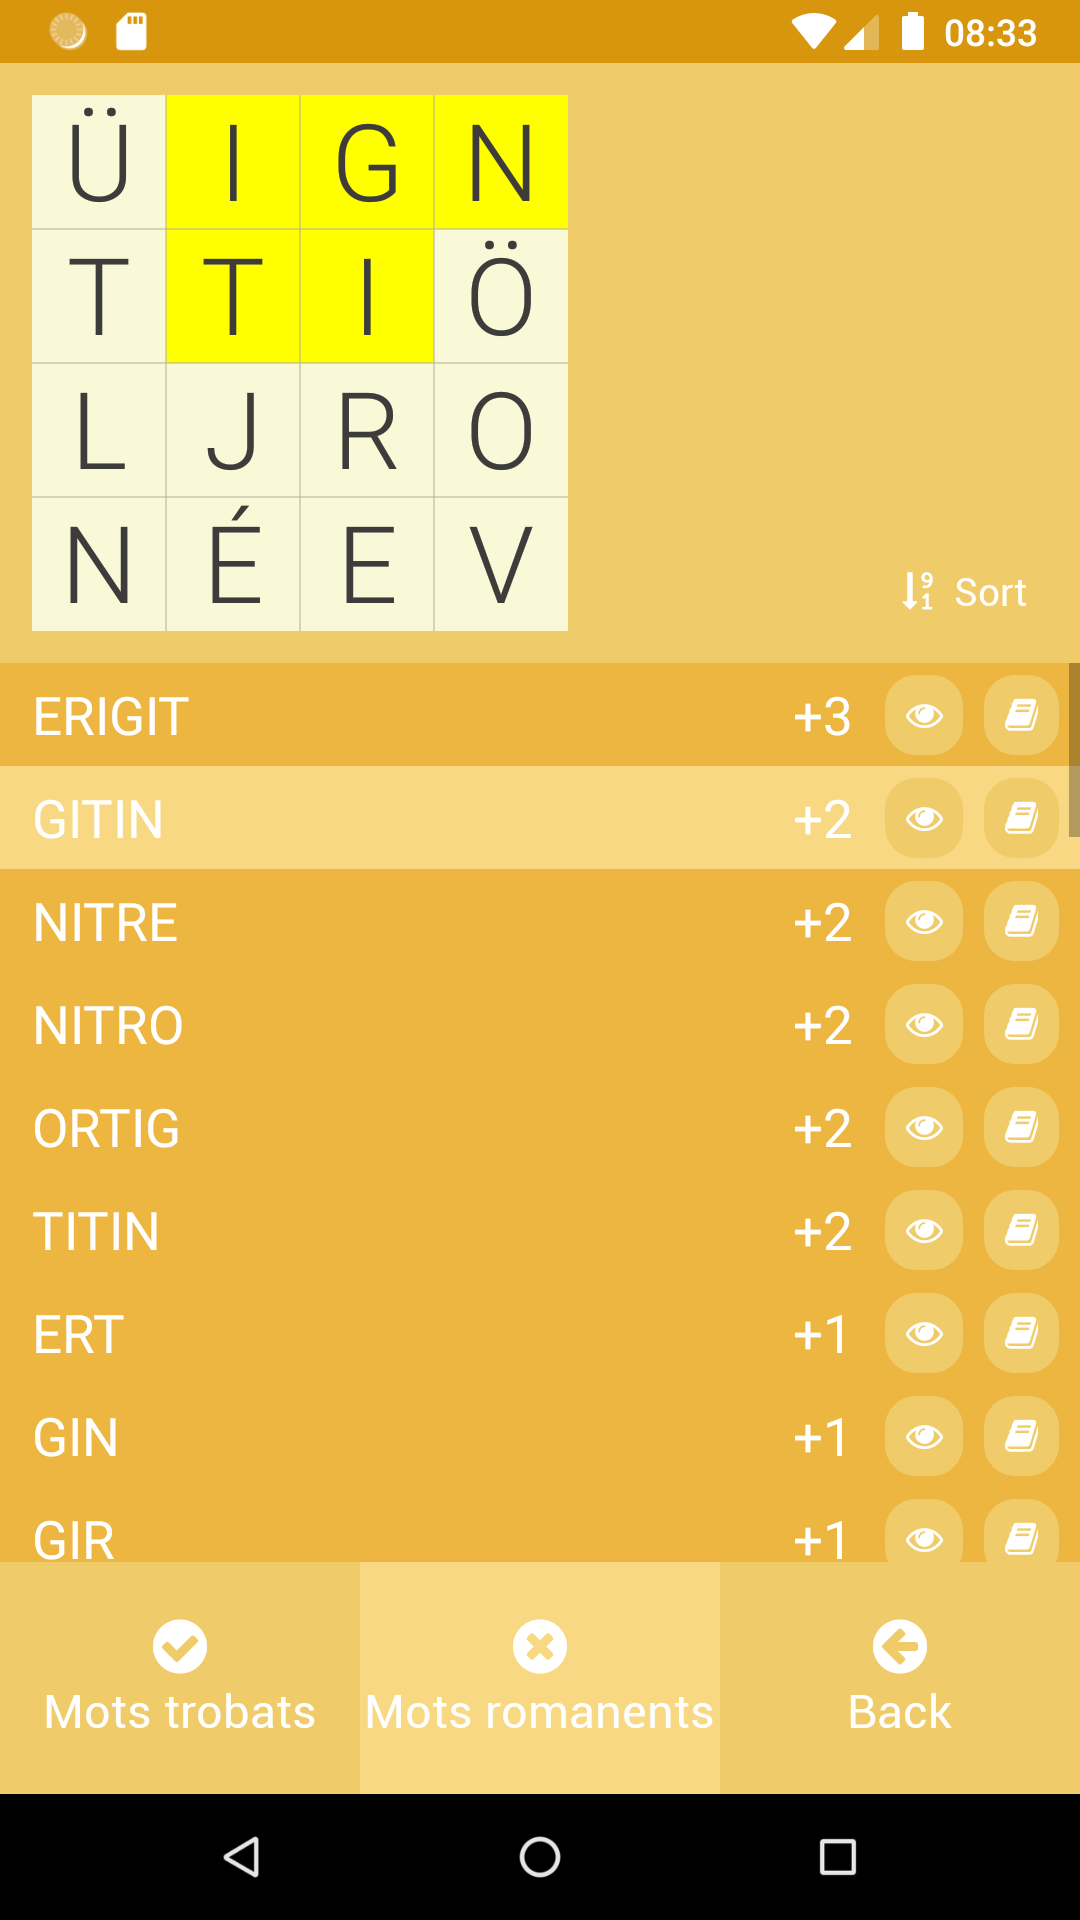 08:33
Ü I G N
T T I Ö
L J R O
N É E V
Sort
ERIGIT +3
GITIN +2
NITRE +2
NITRO +2
ORTIG +2
TITIN +2
ERT +1
GIN +1
GIR +1
Mots trobats
Mots romanents
Back